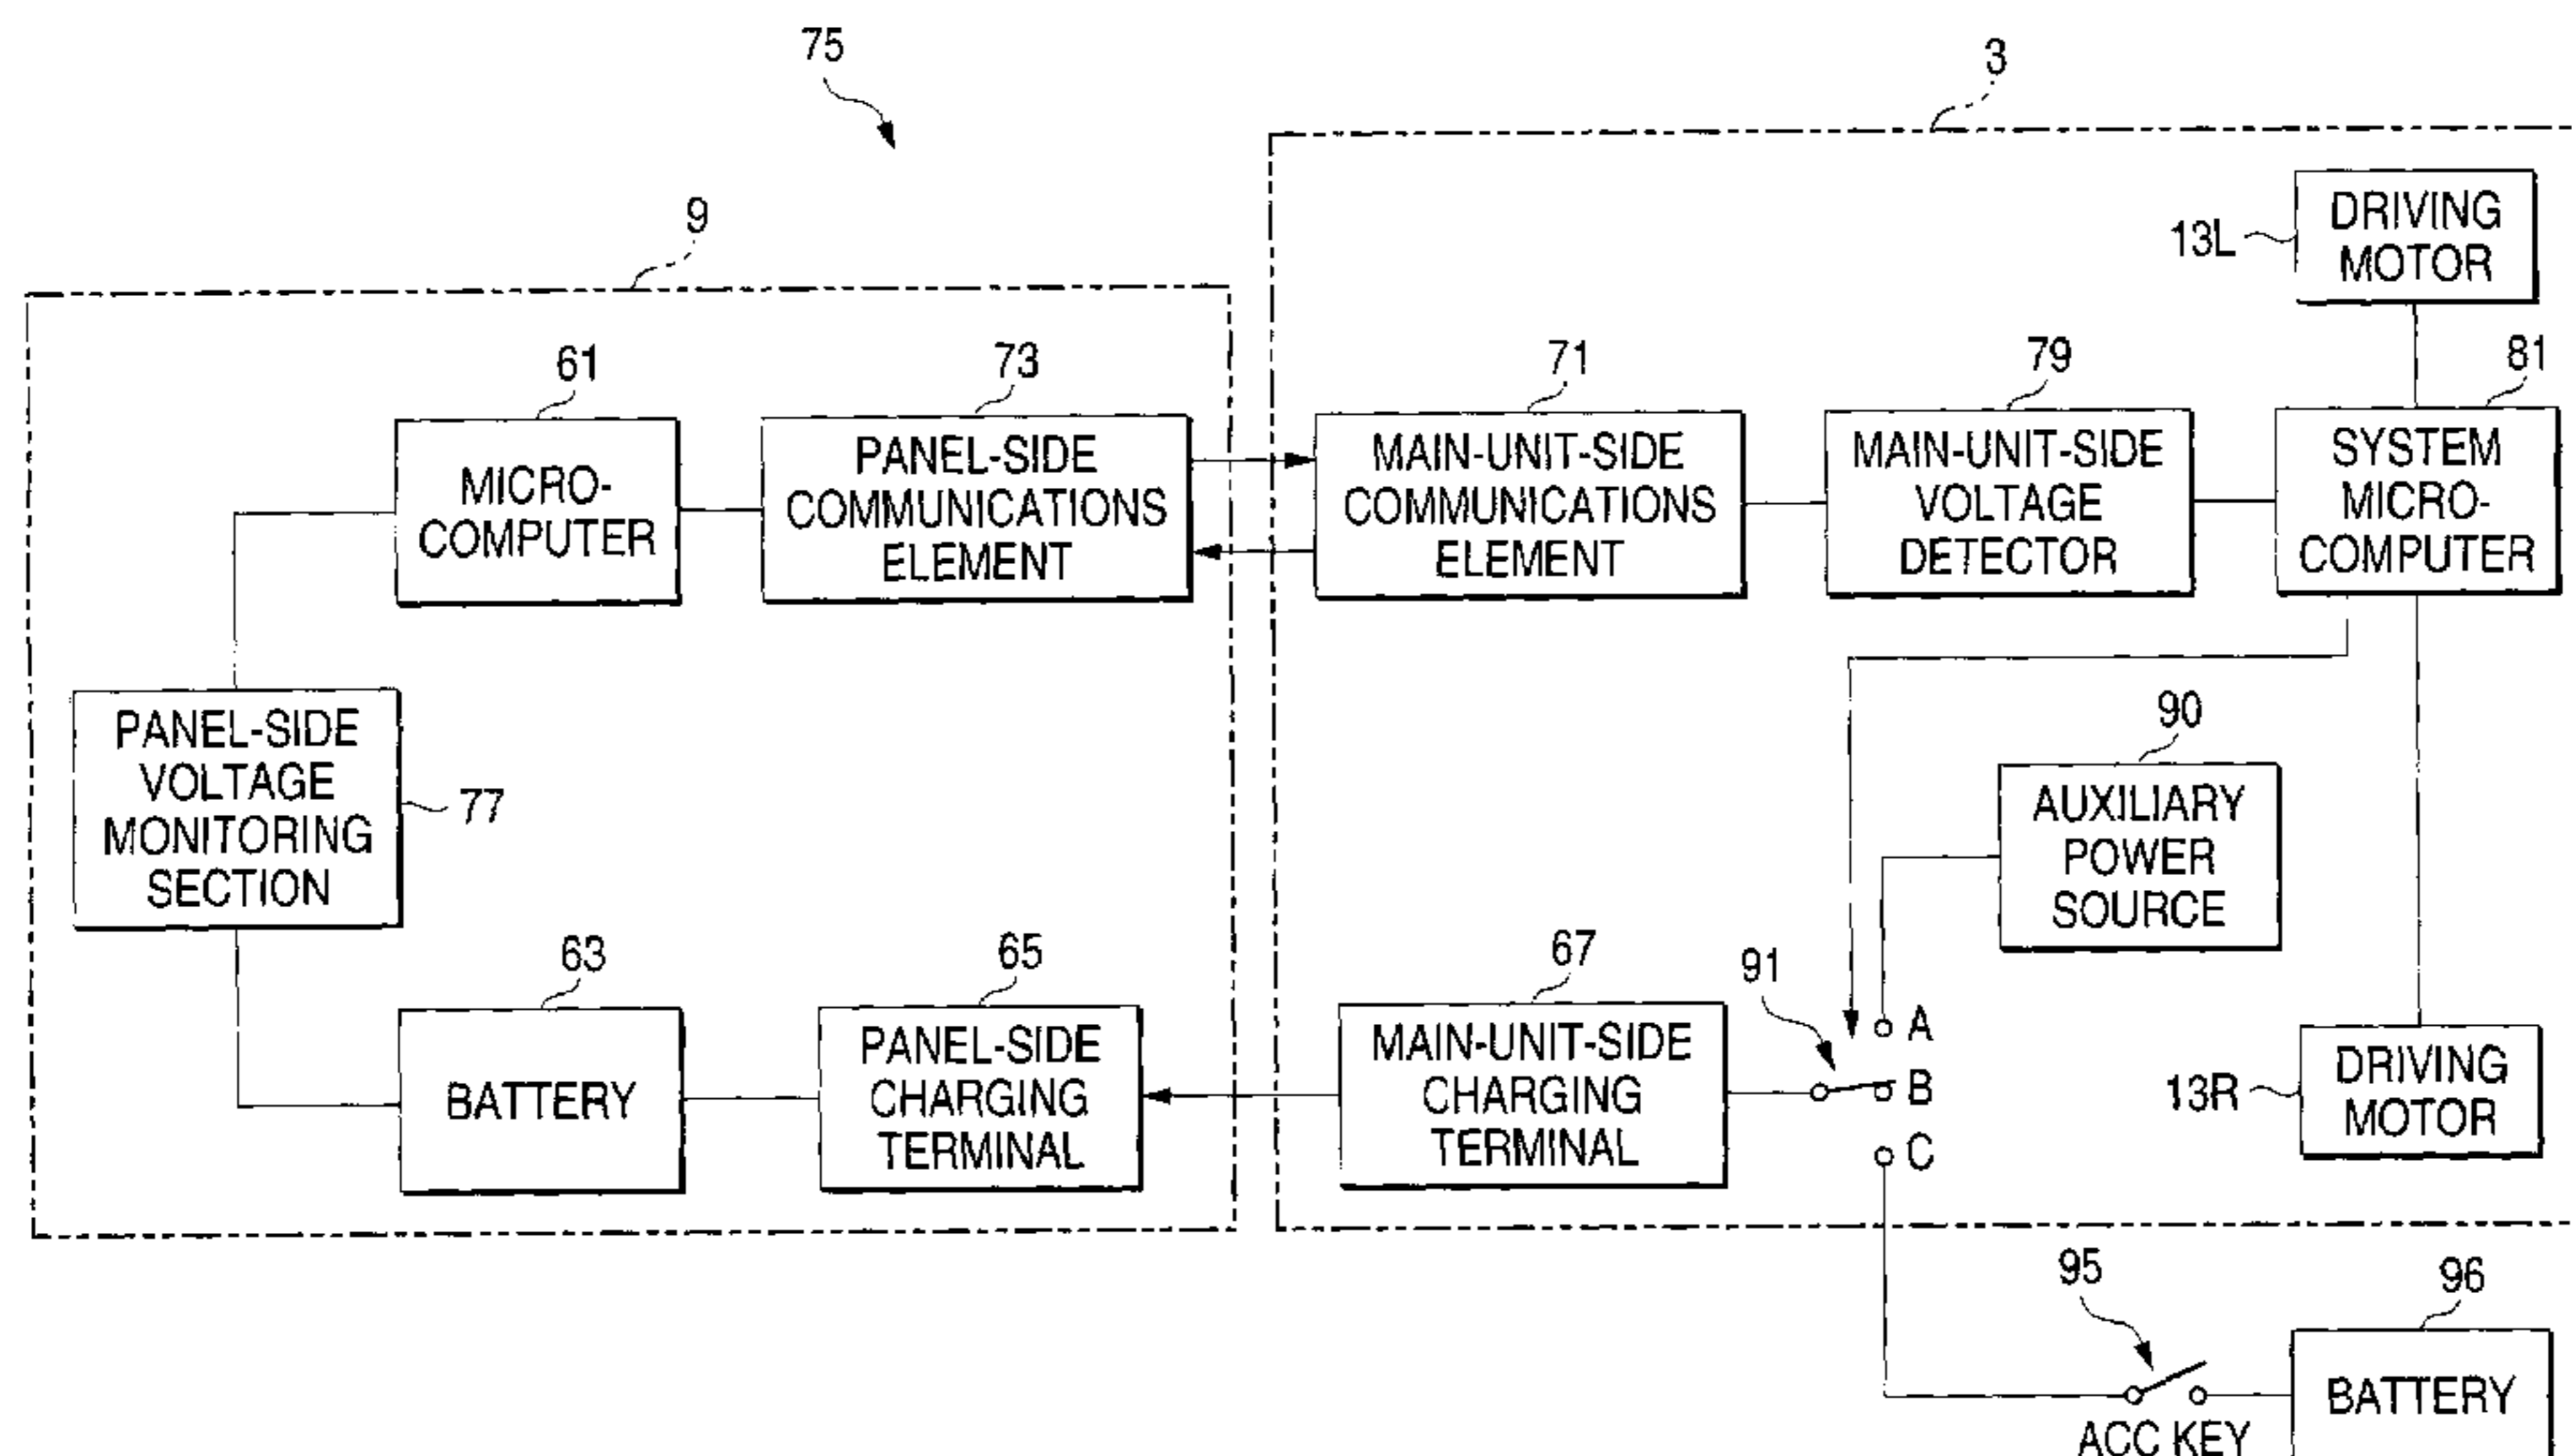 75
3
9
DRIVING
MOTOR
13L
61
73
71
79
81
MICRO-
COMPUTER
PANEL-SIDE
COMMUNICATIONS
ELEMENT
MAIN-UNIT-SIDE
COMMUNICATIONS
ELEMENT
MAIN-UNIT-SIDE
VOLTAGE
DETECTOR
SYSTEM
MICRO-
COMPUTER
PANEL-SIDE
VOLTAGE
MONITORING
SECTION
77
90
AUXILIARY
POWER
SOURCE
63
65
67
91
BATTERY
PANEL-SIDE
CHARGING
TERMINAL
MAIN-UNIT-SIDE
CHARGING
TERMINAL
A
B
C
13R
DRIVING
MOTOR
95
96
ACC KEY
BATTERY